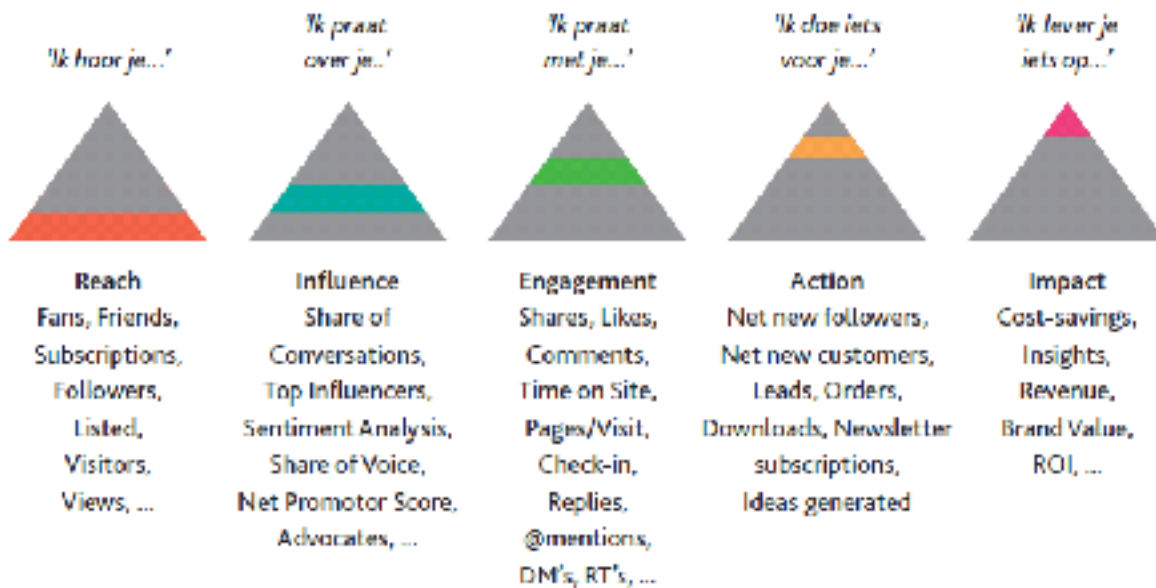 'Ik hoor je...'
'Ik praat
over je..'
'Ik praat
met je...'
'Ik doe iets
voor je...'
'Ik lever je
iets op...'
Reach
Fans, Friends,
Subscriptions,
Followers,
Listed,
Visitors,
Views, ...
Influence
Share of
Conversations,
Top Influencers,
Sentiment Analysis,
Share of Voice,
Net Promotor Score,
Advocates, ...
Engagement
Shares, Likes,
Comments,
Time on Site,
Pages/Visit,
Check-in,
Replies,
@mentions,
DM's, RT's, ...
Action
Net new followers,
Net new customers,
Leads, Orders,
Downloads, Newsletter
subscriptions,
Ideas generated
Impact
Cost-savings,
Insights,
Revenue,
Brand Value,
ROI, ...